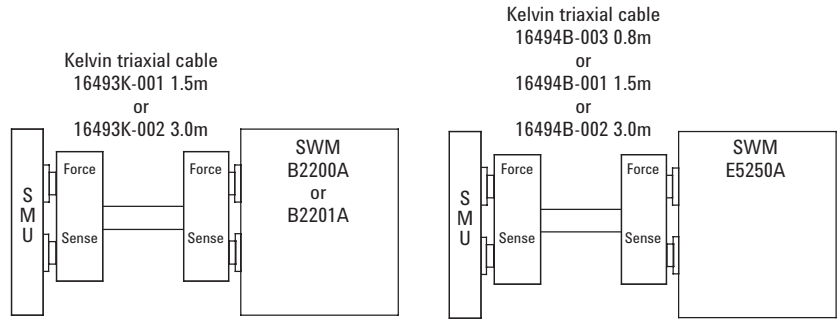 Kelvin triaxial cable
16493K-001 1.5m
or
16493K-002 3.0m
SMU
Force
Sense
Force
Sense
SWM
B2200A
or
B2201A
Kelvin triaxial cable
16494B-003 0.8m
or
16494B-001 1.5m
or
16494B-002 3.0m
SMU
Force
Sense
Force
Sense
SWM
E5250A